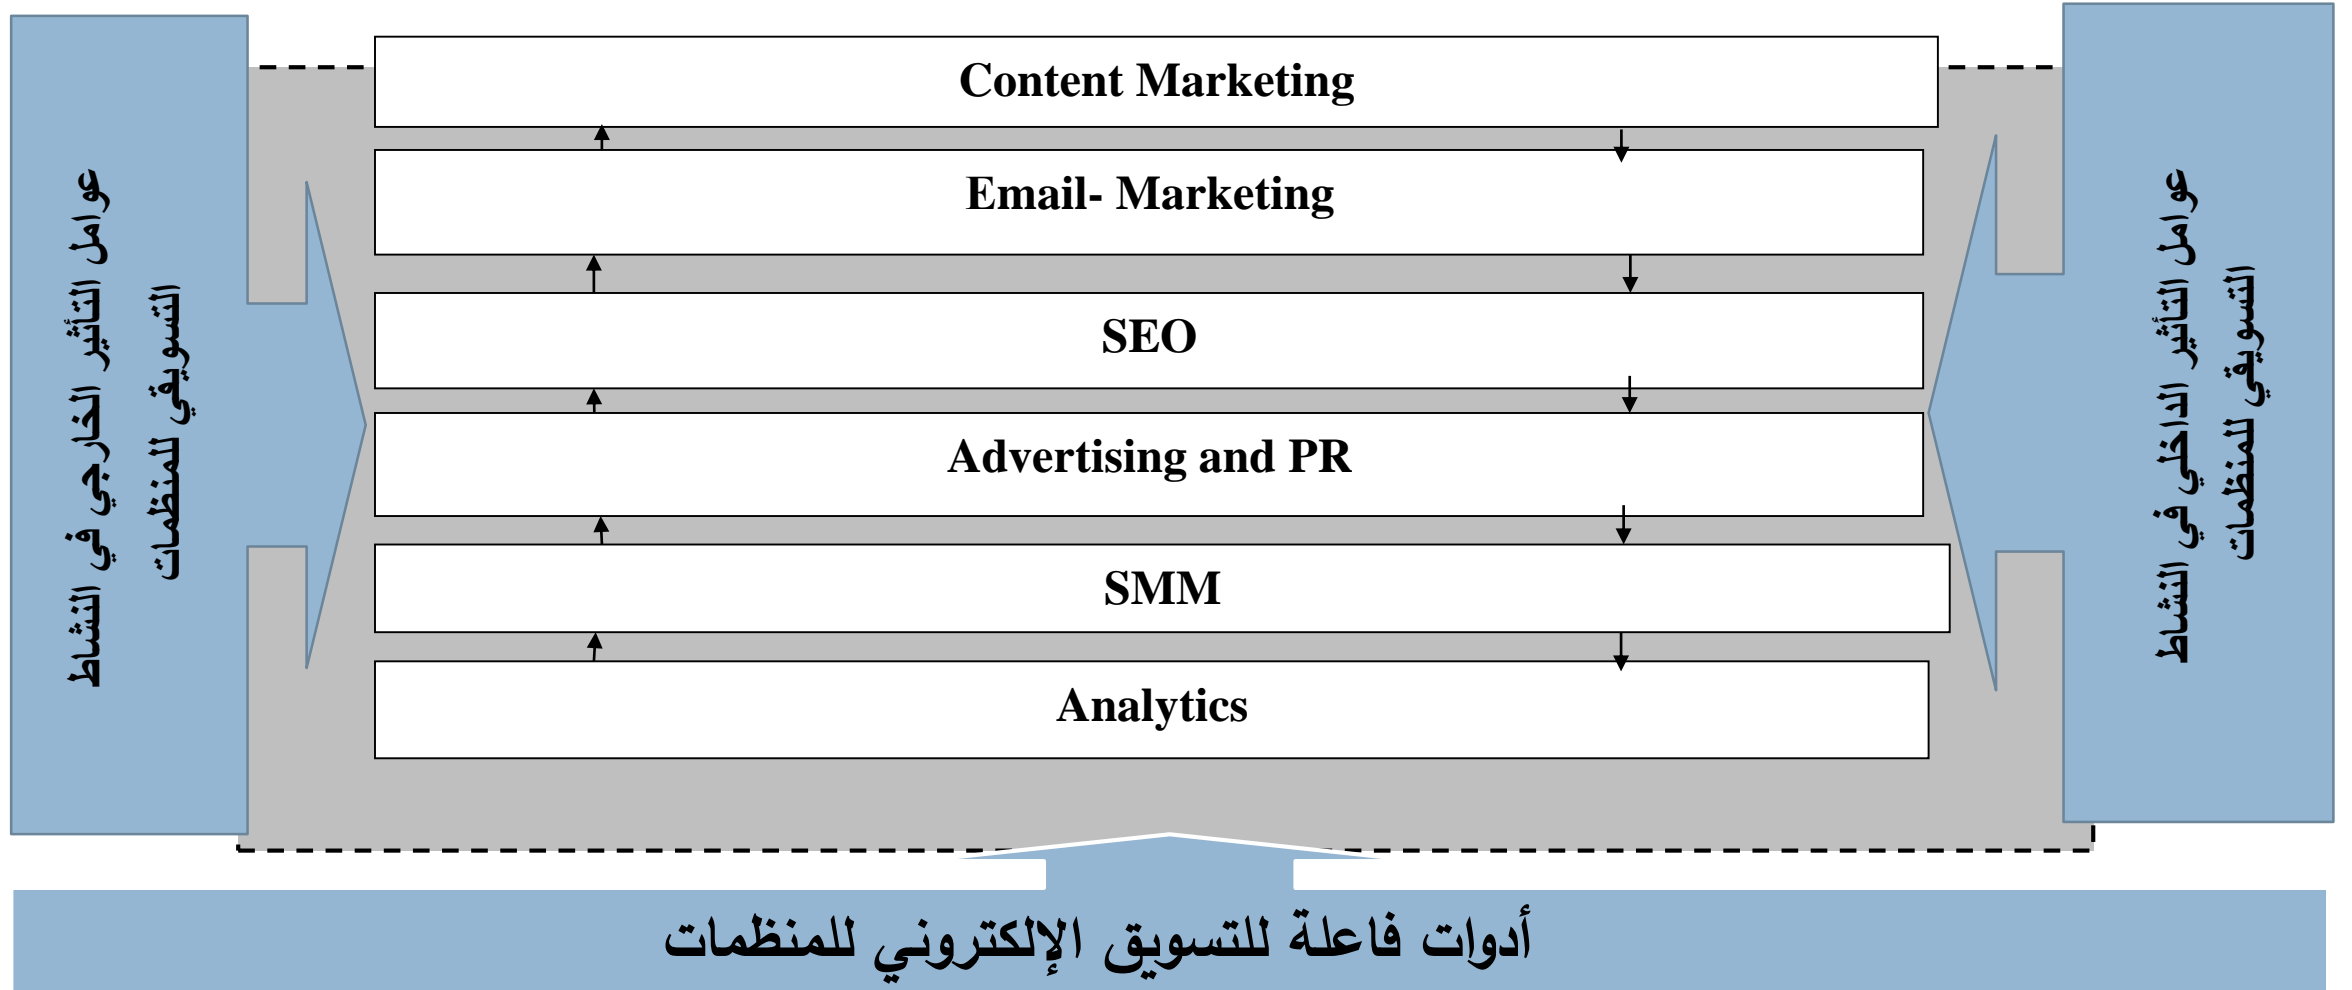 Content Marketing
Email- Marketing
SEO
Advertising and PR
SMM
Analytics
عوامل التأثير الخارجي في النشاط
التسويقي للمنظمات
عوامل التأثير الداخلي في النشاط
التسويقي للمنظمات
أدوات فاعلة للتسويق الإلكتروني للمنظمات